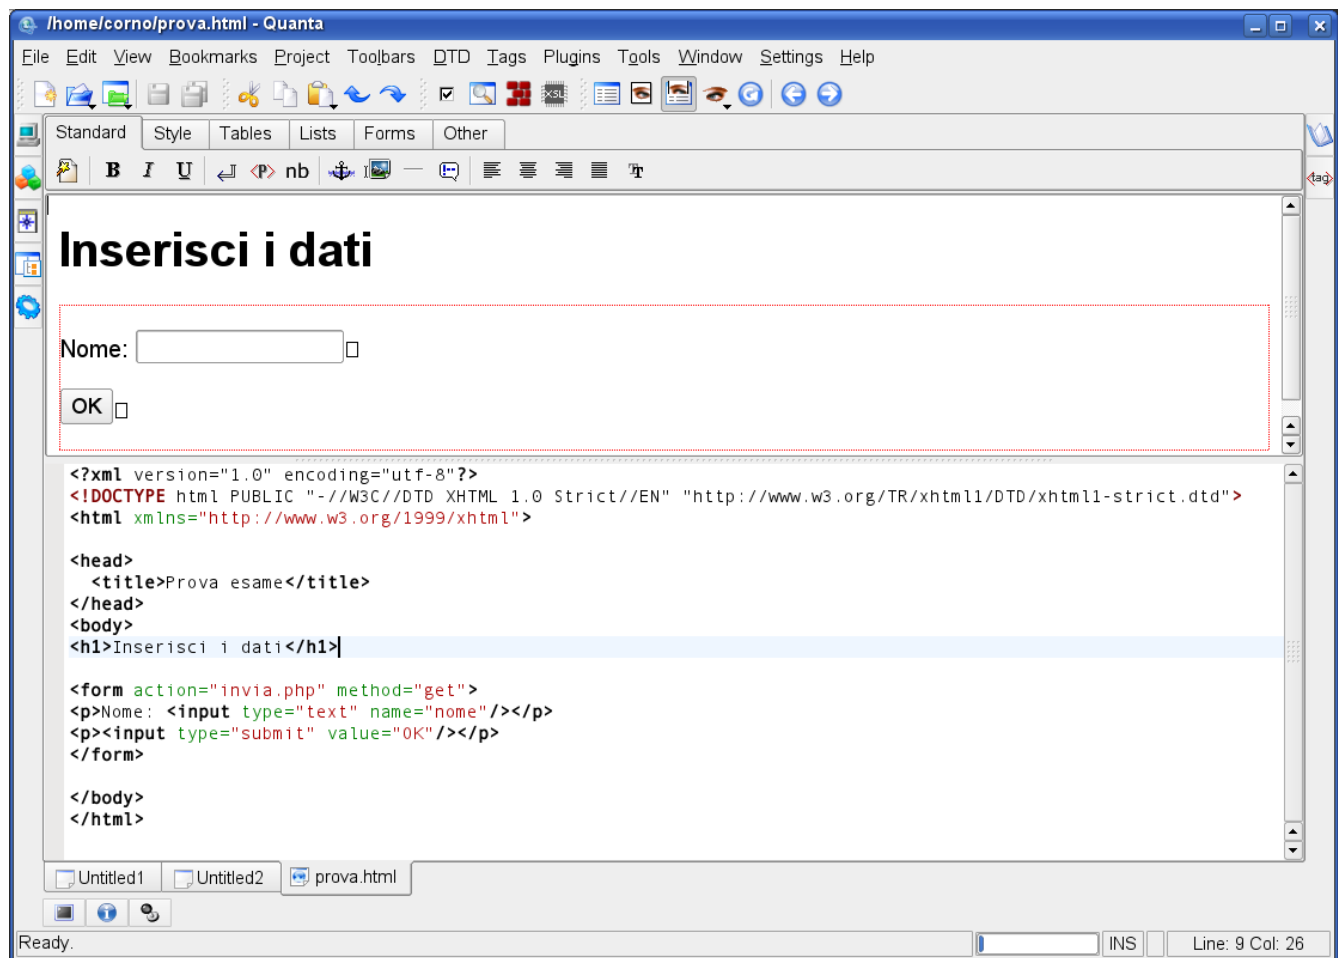 /home/corno/prova.html - Quanta
File Edit View Bookmarks Project Toolbars DTD Tags Plugins Tools Window Settings Help
XSL
Standard Style Tables Lists Forms Other
B I U <P> nb
<tag>
Inserisci i dati
Nome:
OK
<?xml version="1.0" encoding="utf-8"?>
<!DOCTYPE html PUBLIC "-//W3C//DTD XHTML 1.0 Strict//EN" "http://www.w3.org/TR/xhtml1/DTD/xhtml1-strict.dtd">
<html xmlns="http://www.w3.org/1999/xhtml">
<head>
<title>Prova esame</title>
</head>
<body>
<h1>Inserisci i dati</h1>
<form action="invia.php" method="get">
<p>Nome: <input type="text" name="nome"/></p>
<p><input type="submit" value="OK"/></p>
</form>
</body>
</html>
Untitled1 Untitled2 prova.html
Ready. INS Line: 9 Col: 26